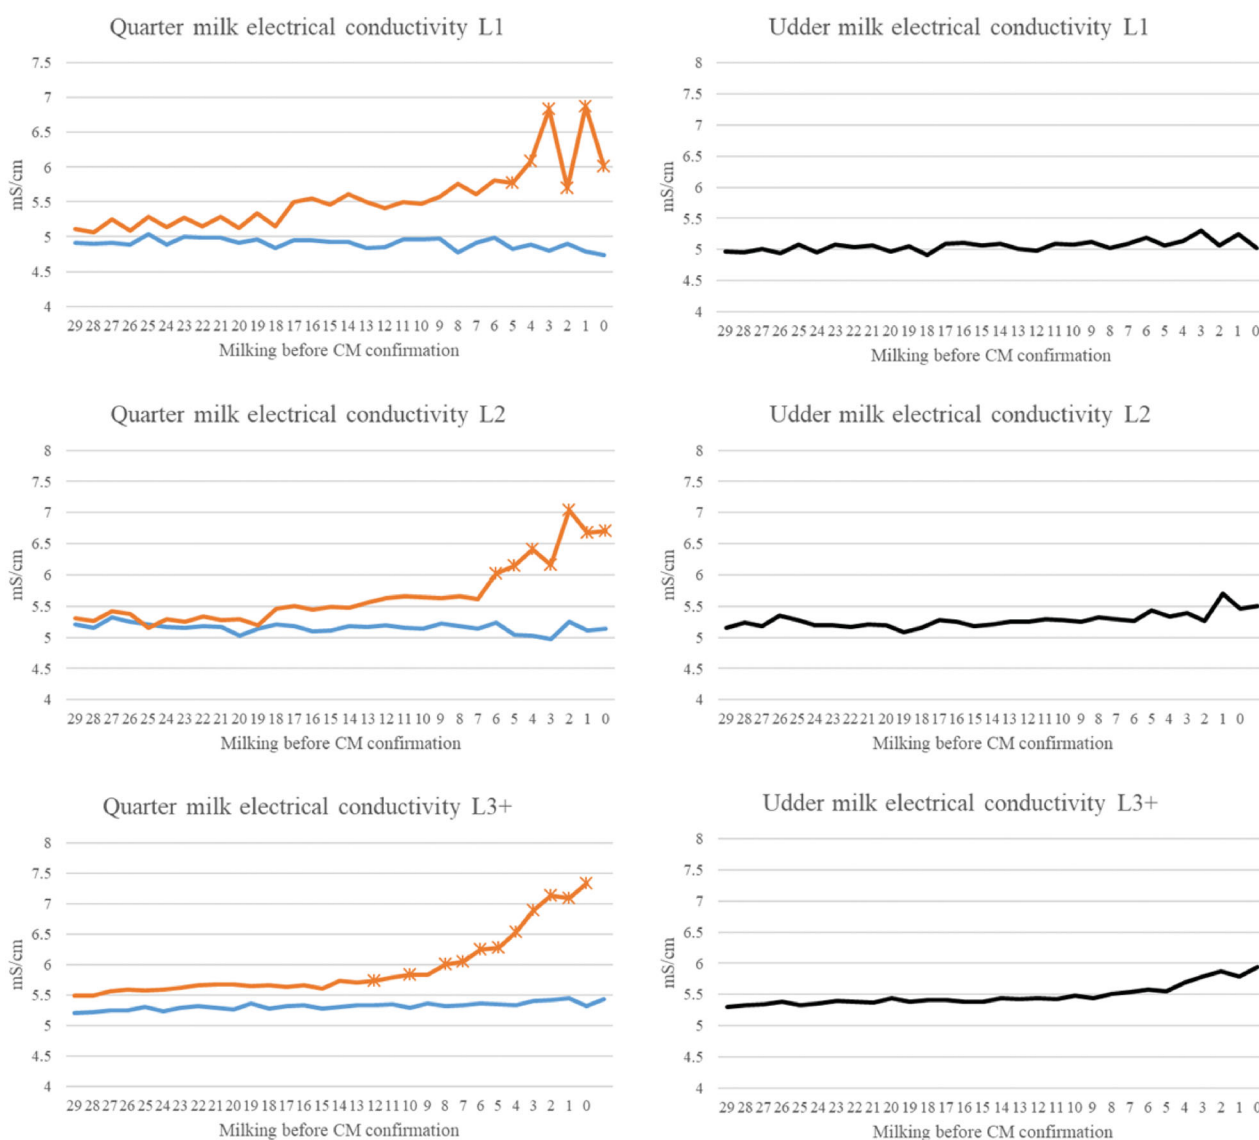 Quarter milk electrical conductivity L1
7.5
7
6.5
6
5.5
5
4.5
4
mS/cm
29 28 27 26 25 24 23 22 21 20 19 18 17 16 15 14 13 12 11 10 9 8 7 6 5 4 3 2 1 0
Milking before CM confirmation
Udder milk electrical conductivity L1
8
7.5
7
6.5
6
5.5
5
4.5
4
mS/cm
29 28 27 26 25 24 23 22 21 20 19 18 17 16 15 14 13 12 11 10 9 8 7 6 5 4 3 2 1 0
Milking before CM confirmation
Quarter milk electrical conductivity L2
8
7.5
7
6.5
6
5.5
5
4.5
4
mS/cm
29 28 27 26 25 24 23 22 21 20 19 18 17 16 15 14 13 12 11 10 9 8 7 6 5 4 3 2 1 0
Milking before CM confirmation
Udder milk electrical conductivity L2
8
7.5
7
6.5
6
5.5
5
4.5
4
mS/cm
29 28 27 26 25 24 23 22 21 20 19 18 17 16 15 14 13 12 11 10 9 8 7 6 5 4 3 2 1 0
Milking before CM confirmation
Quarter milk electrical conductivity L3+
8
7.5
7
6.5
6
5.5
5
4.5
4
mS/cm
29 28 27 26 25 24 23 22 21 20 19 18 17 16 15 14 13 12 11 10 9 8 7 6 5 4 3 2 1 0
Milking before CM confirmation
Udder milk electrical conductivity L3+
8
7.5
7
6.5
6
5.5
5
4.5
4
mS/cm
29 28 27 26 25 24 23 22 21 20 19 18 17 16 15 14 13 12 11 10 9 8 7 6 5 4 3 2 1 0
Milking before CM confirmation